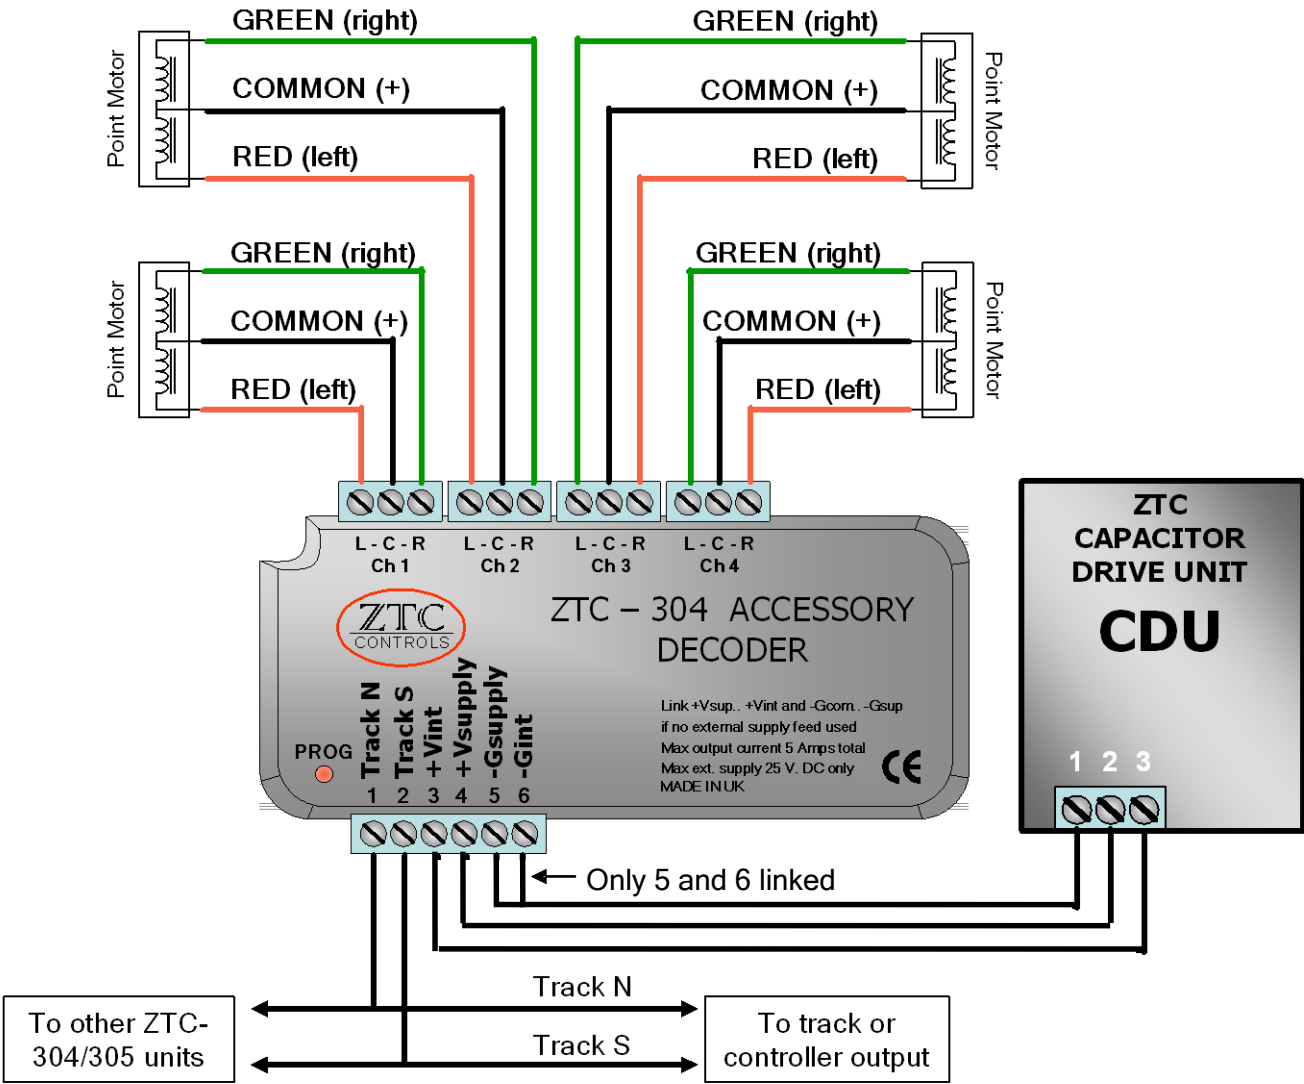 GREEN (right)
COMMON (+)
RED (left)
Point Motor
GREEN (right)
COMMON (+)
RED (left)
Point Motor
GREEN (right)
COMMON (+)
RED (left)
Point Motor
GREEN (right)
COMMON (+)
RED (left)
Point Motor
L - C - R
Ch 1
L - C - R
Ch 2
L - C - R
Ch 3
L - C - R
Ch 4
ZTC
CONTROLS
ZTC – 304 ACCESSORY
DECODER
PROG
Track N
Track S
+Vint
+Vsupply
-Gsupply
-Gint
1 2 3 4 5 6
Link +Vsup.. +Vint and -Gcom.. -Gsup
if no external supply feed used
Max output current 5 Amps total
Max ext. supply 25 V. DC only
MADE IN UK
CE
ZTC
CAPACITOR
DRIVE UNIT
CDU
1 2 3
Only 5 and 6 linked
Track N
Track S
To other ZTC-
304/305 units
To track or
controller output